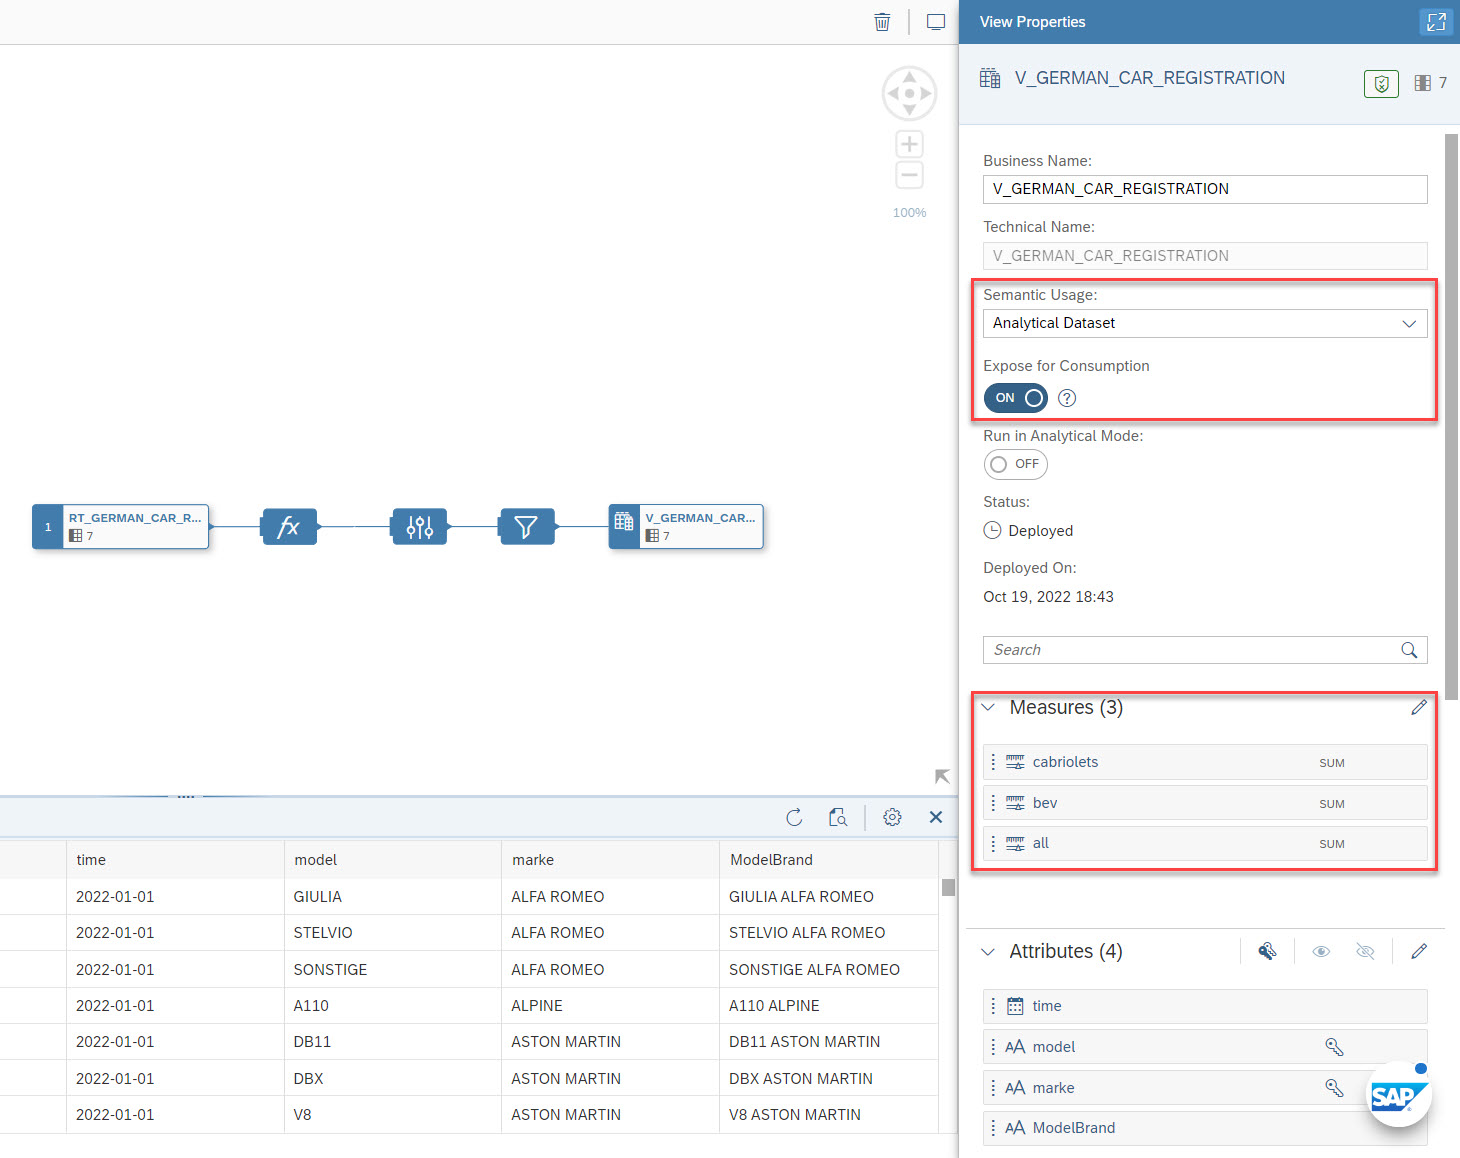 View Properties
V_GERMAN_CAR_REGISTRATION
7
Business Name:
V_GERMAN_CAR_REGISTRATION
Technical Name:
V_GERMAN_CAR_REGISTRATION
Semantic Usage:
Analytical Dataset
Expose for Consumption
ON
Run in Analytical Mode:
OFF
Status:
Deployed
Deployed On:
Oct 19, 2022 18:43
Search
Measures (3)
cabriolets SUM
bev SUM
all SUM
Attributes (4)
time
AA model
AA marke
AA ModelBrand
SAP
100%
1 RT_GERMAN_CAR_R...
7
fx
V_GERMAN_CAR...
7
time model marke ModelBrand
2022-01-01 GIULIA ALFA ROMEO GIULIA ALFA ROMEO
2022-01-01 STELVIO ALFA ROMEO STELVIO ALFA ROMEO
2022-01-01 SONSTIGE ALFA ROMEO SONSTIGE ALFA ROMEO
2022-01-01 A110 ALPINE A110 ALPINE
2022-01-01 DB11 ASTON MARTIN DB11 ASTON MARTIN
2022-01-01 DBX ASTON MARTIN DBX ASTON MARTIN
2022-01-01 V8 ASTON MARTIN V8 ASTON MARTIN